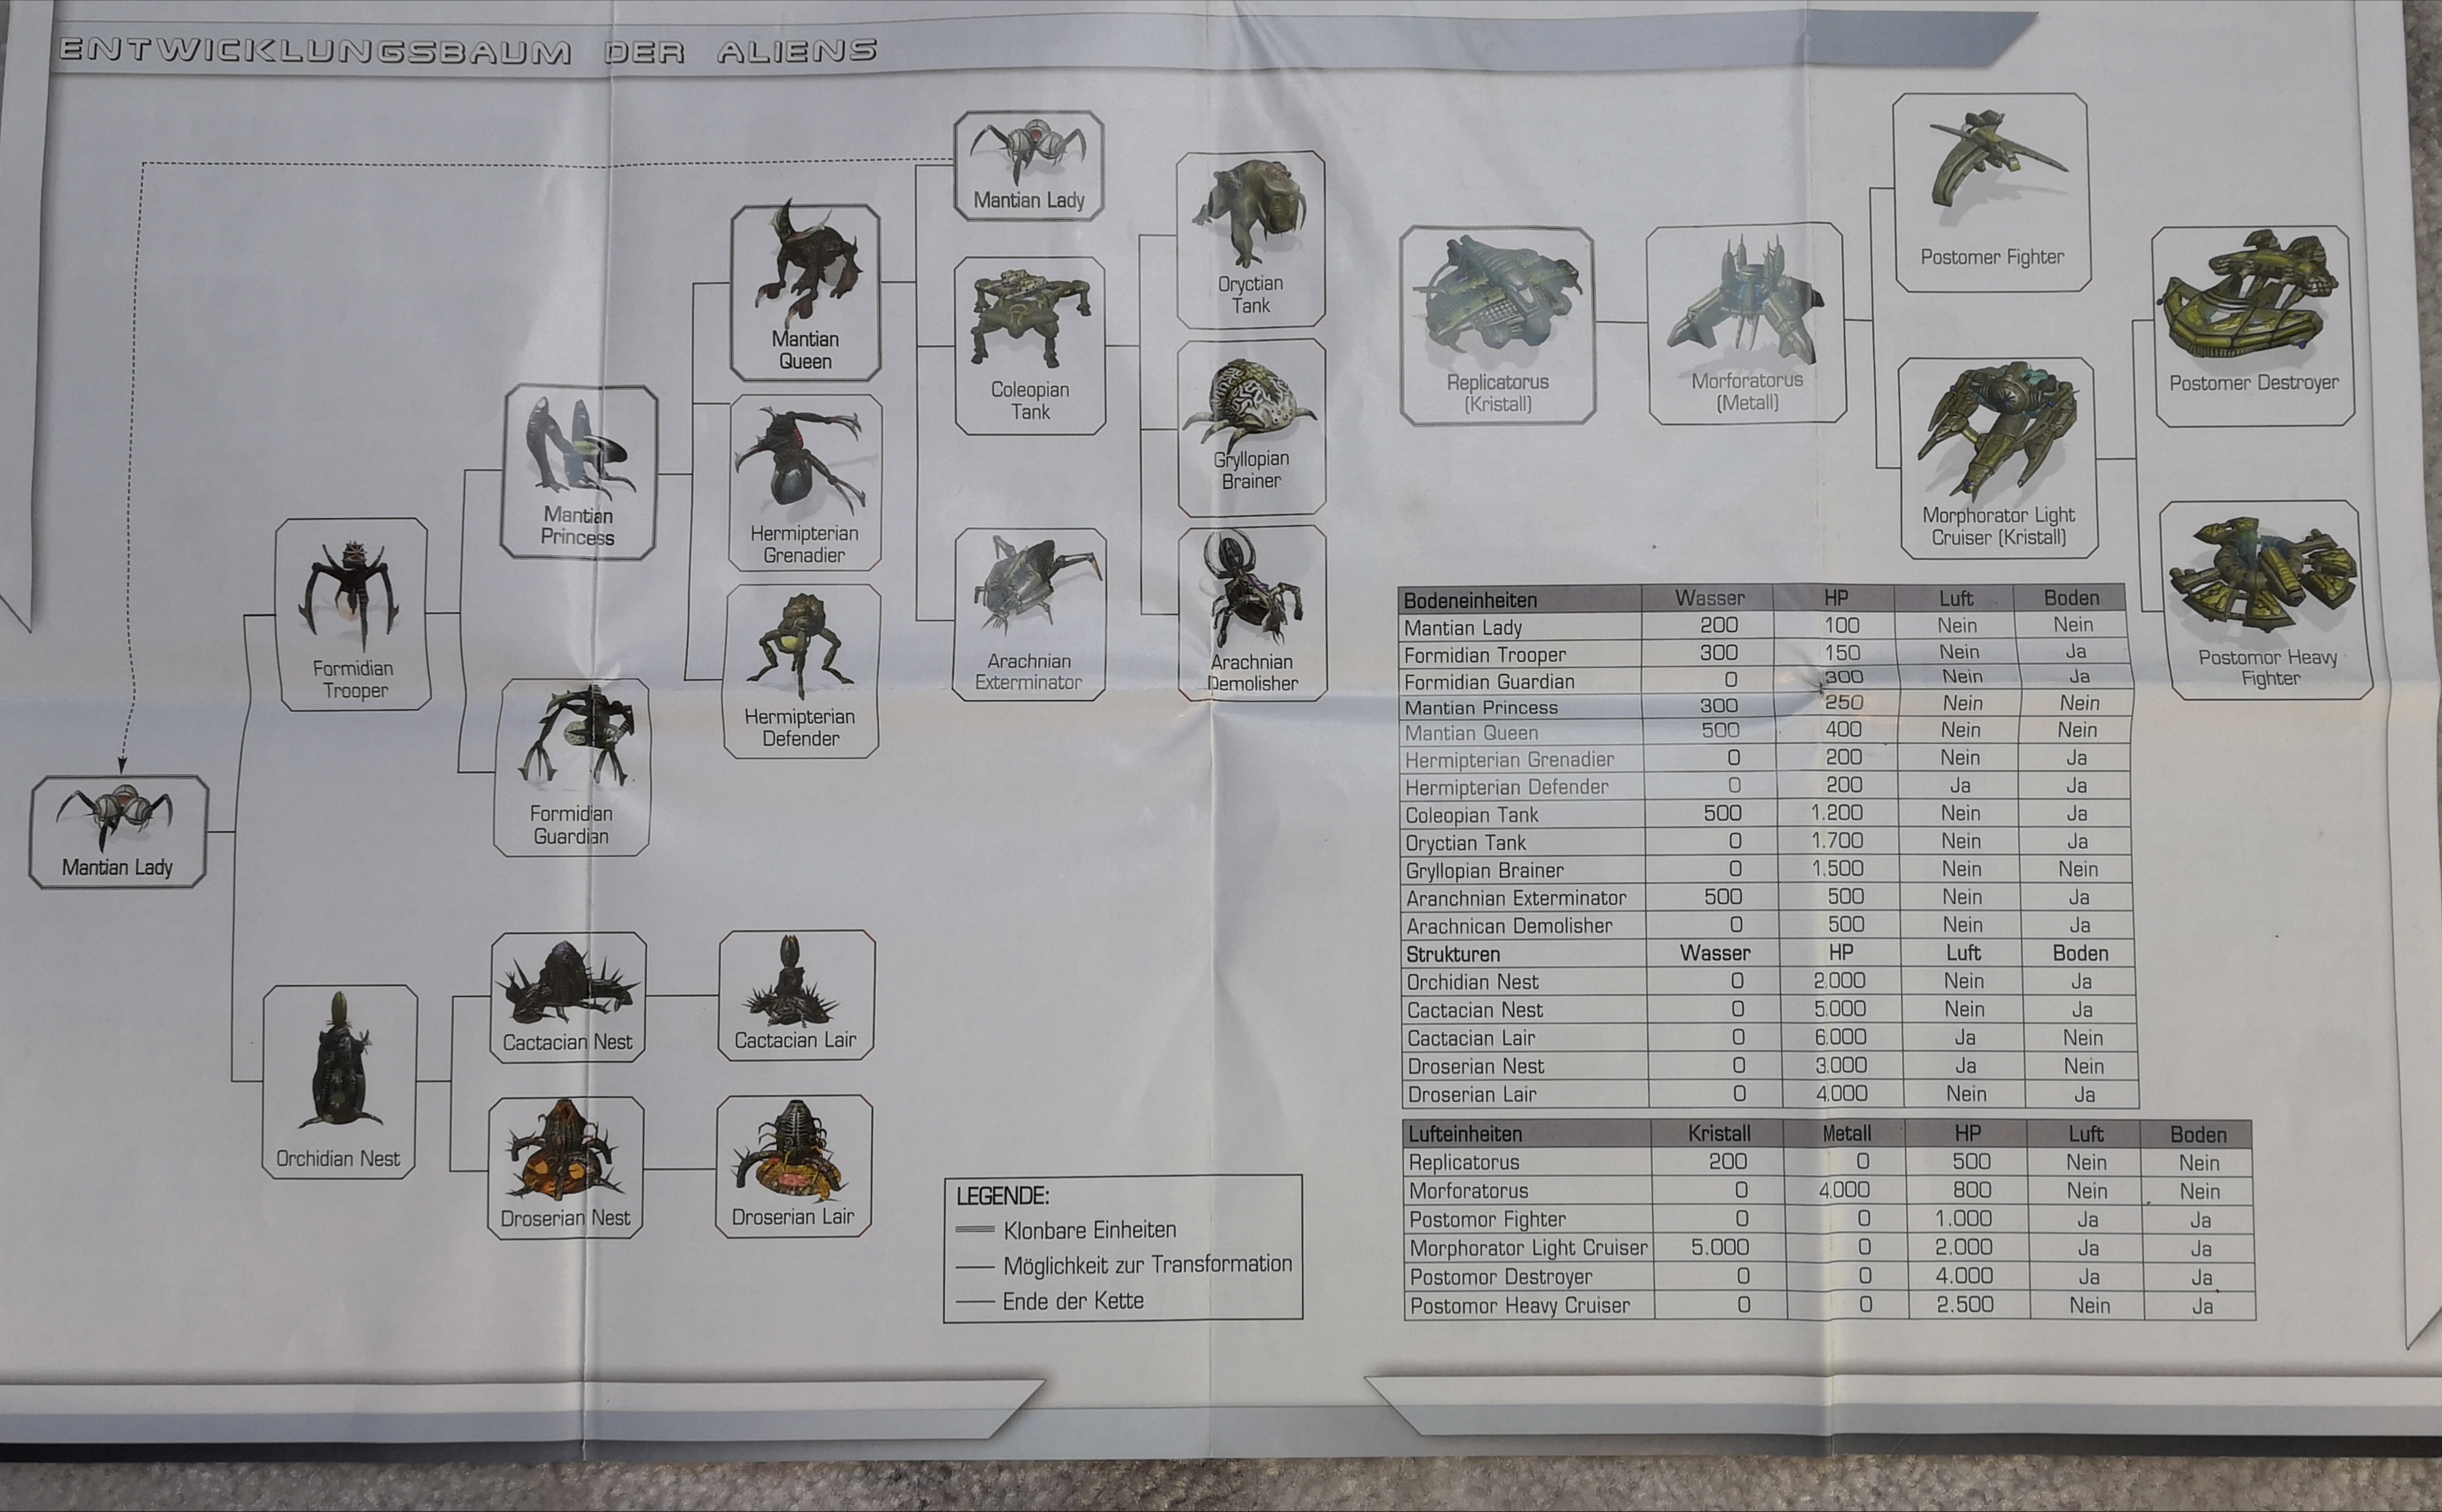 ENTWICKLUNGSBAUM DER ALIENS
Mantian Lady
Formidian
Trooper
Orchidian Nest
Mantian
Princess
Formidian
Guardian
Cactacian Nest
Droserian Nest
Mantian
Queen
Hermipterian
Grenadier
Hermipterian
Defender
Cactacian Lair
Droserian Lair
Mantian Lady
Coleopian
Tank
Arachnian
Exterminator
Oryctian
Tank
Gryllopian
Brainer
Arachnian
Demolisher
LEGENDE:
Klonbare Einheiten
Möglichkeit zur Transformation
Ende der Kette
Replicatorus
(Kristall)
Morforatorus
(Metall)
Postomer Fighter
Morphorator Light
Cruiser (Kristall)
Postomer Destroyer
Postomor Heavy
Fighter
Bodeneinheiten Wasser HP Luft Boden
Mantian Lady 200 100 Nein Nein
Formidian Trooper 300 150 Nein Ja
Formidian Guardian 0 300 Nein Ja
Mantian Princess 300 250 Nein Nein
Mantian Queen 500 400 Nein Nein
Hermipterian Grenadier 0 200 Nein Ja
Hermipterian Defender 0 200 Ja Ja
Coleopian Tank 500 1.200 Nein Ja
Oryctian Tank 0 1.700 Nein Ja
Gryllopian Brainer 0 1.500 Nein Nein
Aranchnian Exterminator 500 500 Nein Ja
Arachnican Demolisher 0 500 Nein Ja
Strukturen Wasser HP Luft Boden
Orchidian Nest 0 2.000 Nein Ja
Cactacian Nest 0 5.000 Nein Ja
Cactacian Lair 0 6.000 Ja Nein
Droserian Nest 0 3.000 Ja Nein
Droserian Lair 0 4.000 Nein Ja
Lufteinheiten Kristall Metall HP Luft Boden
Replicatorus 200 0 500 Nein Nein
Morforatorus 0 4.000 800 Nein Nein
Postomor Fighter 0 0 1.000 Ja Ja
Morphorator Light Cruiser 5.000 0 2.000 Ja Ja
Postomor Destroyer 0 0 4.000 Ja Ja
Postomor Heavy Cruiser 0 0 2.500 Nein Ja